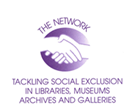 THE NETWORK
TACKLING SOCIAL EXCLUSION
IN LIBRARIES, MUSEUMS
ARCHIVES AND GALLERIES